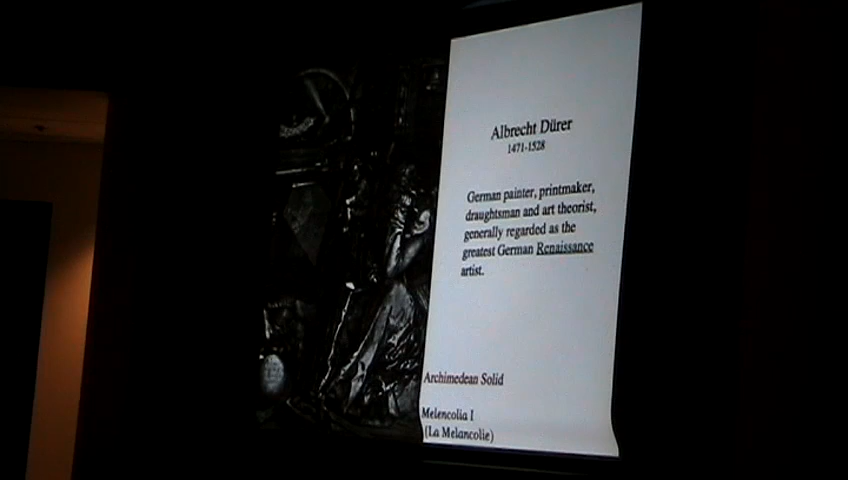 Albrecht Dürer
1471-1528
German painter, printmaker,
draughtsman and art theorist,
generally regarded as the
greatest German Renaissance
artist.
Archimedean Solid
Melencolia I
(La Melancolie)